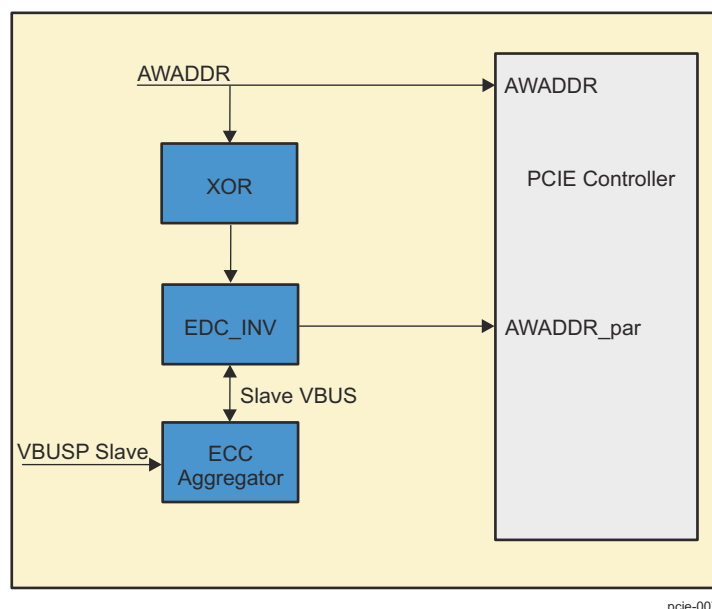 AWADDR
AWADDR
XOR
PCIE Controller
EDC_INV
AWADDR_par
Slave VBUS
VBUSP Slave
ECC
Aggregator